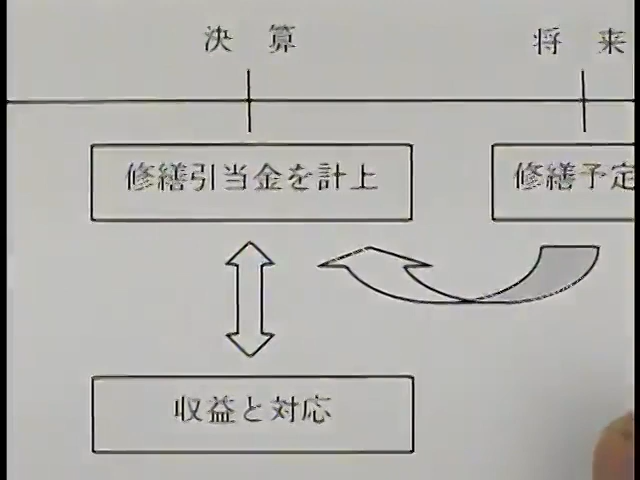 決算
将来
修繕引当金を計上
修繕予定
収益と対応